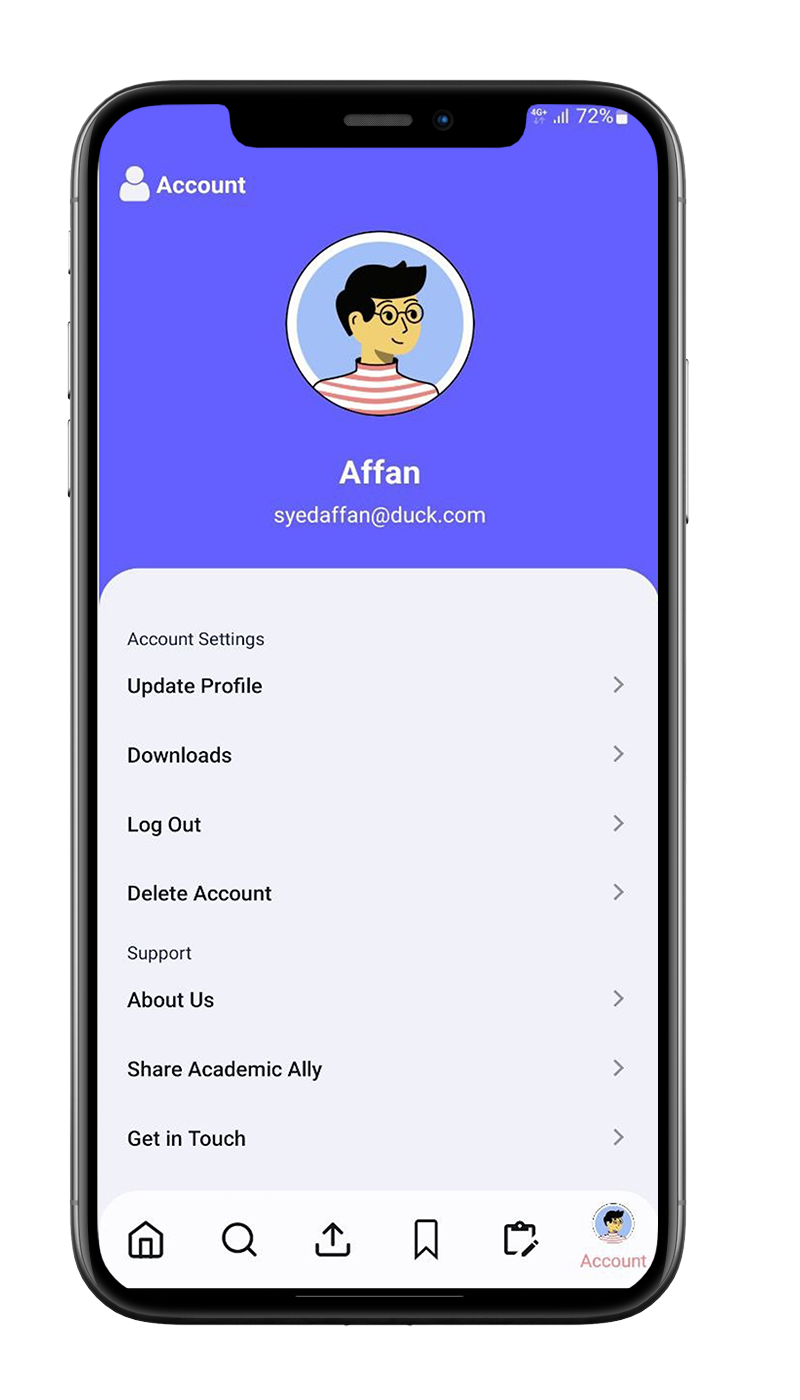 4G+ 72%
Account
Affan
syedaffan@duck.com
Account Settings
Update Profile
Downloads
Log Out
Delete Account
Support
About Us
Share Academic Ally
Get in Touch
Account